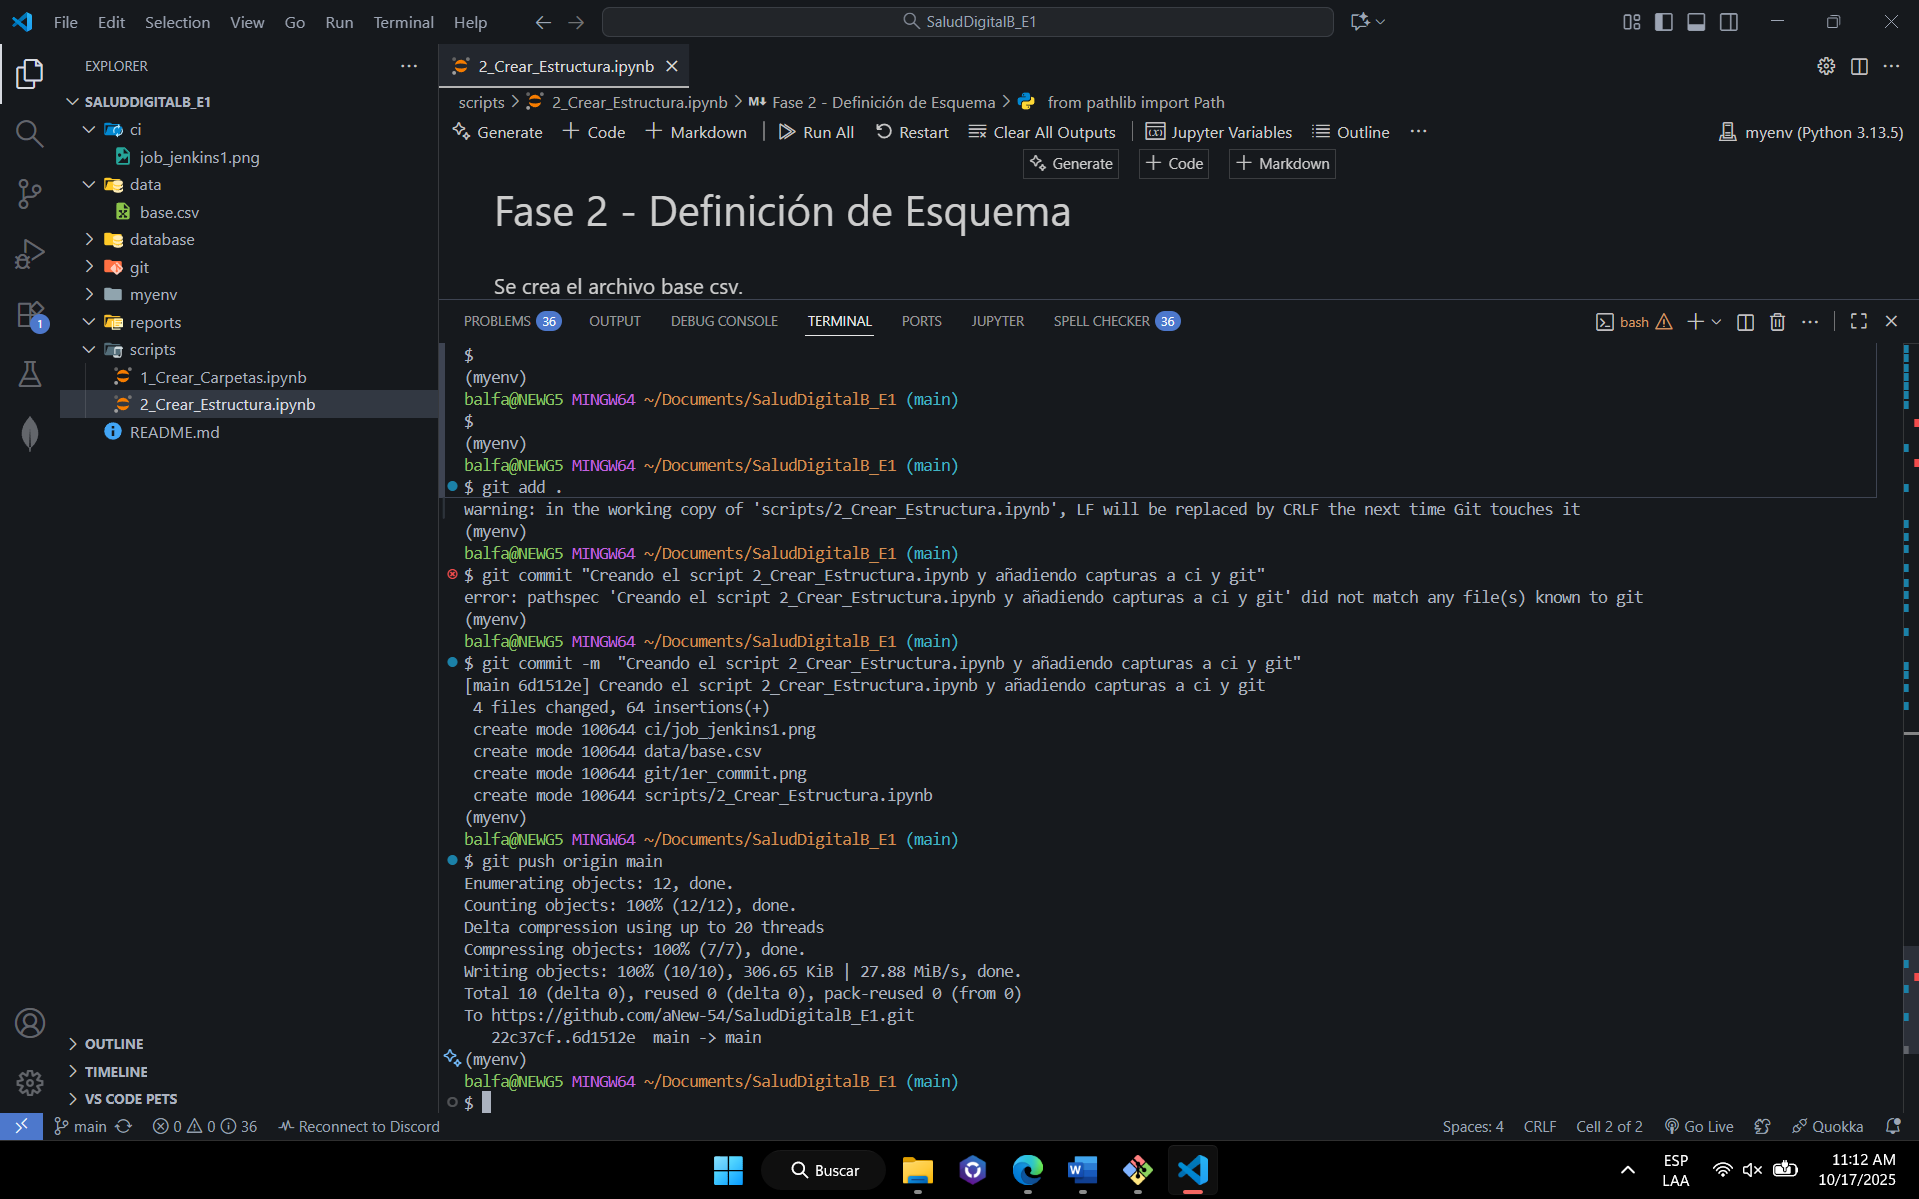 File Edit Selection View Go Run Terminal Help
SaludDigitalB_E1
EXPLORER
SALUDDIGITALB_E1
ci
job_jenkins1.png
data
base.csv
database
git
myenv
reports
scripts
1_Crear_Carpetas.ipynb
2_Crear_Estructura.ipynb
README.md
OUTLINE
TIMELINE
VS CODE PETS
1
2_Crear_Estructura.ipynb
scripts > 2_Crear_Estructura.ipynb > M↓ Fase 2 - Definición de Esquema > from pathlib import Path
Generate + Code + Markdown Run All Restart Clear All Outputs Jupyter Variables Outline ... myenv (Python 3.13.5)
Generate + Code + Markdown
Fase 2 - Definición de Esquema
Se crea el archivo base csv.
PROBLEMS 36 OUTPUT DEBUG CONSOLE TERMINAL PORTS JUPYTER SPELL CHECKER 36 bash
$
(myenv)
balfa@NEWG5 MINGW64 ~/Documents/SaludDigitalB_E1 (main)
$
(myenv)
balfa@NEWG5 MINGW64 ~/Documents/SaludDigitalB_E1 (main)
$ git add .
warning: in the working copy of 'scripts/2_Crear_Estructura.ipynb', LF will be replaced by CRLF the next time Git touches it
(myenv)
balfa@NEWG5 MINGW64 ~/Documents/SaludDigitalB_E1 (main)
$ git commit "Creando el script 2_Crear_Estructura.ipynb y añadiendo capturas a ci y git"
error: pathspec 'Creando el script 2_Crear_Estructura.ipynb y añadiendo capturas a ci y git' did not match any file(s) known to git
(myenv)
balfa@NEWG5 MINGW64 ~/Documents/SaludDigitalB_E1 (main)
$ git commit -m  "Creando el script 2_Crear_Estructura.ipynb y añadiendo capturas a ci y git"
[main 6d1512e] Creando el script 2_Crear_Estructura.ipynb y añadiendo capturas a ci y git
4 files changed, 64 insertions(+)
create mode 100644 ci/job_jenkins1.png
create mode 100644 data/base.csv
create mode 100644 git/1er_commit.png
create mode 100644 scripts/2_Crear_Estructura.ipynb
(myenv)
balfa@NEWG5 MINGW64 ~/Documents/SaludDigitalB_E1 (main)
$ git push origin main
Enumerating objects: 12, done.
Counting objects: 100% (12/12), done.
Delta compression using up to 20 threads
Compressing objects: 100% (7/7), done.
Writing objects: 100% (10/10), 306.65 KiB | 27.88 MiB/s, done.
Total 10 (delta 0), reused 0 (delta 0), pack-reused 0 (from 0)
To https://github.com/aNew-54/SaludDigitalB_E1.git
22c37cf..6d1512e  main -> main
(myenv)
balfa@NEWG5 MINGW64 ~/Documents/SaludDigitalB_E1 (main)
$
main 0 0 36 Reconnect to Discord Spaces: 4 CRLF Cell 2 of 2 Go Live Quokka
Buscar
ESP
LAA
11:12 AM
10/17/2025